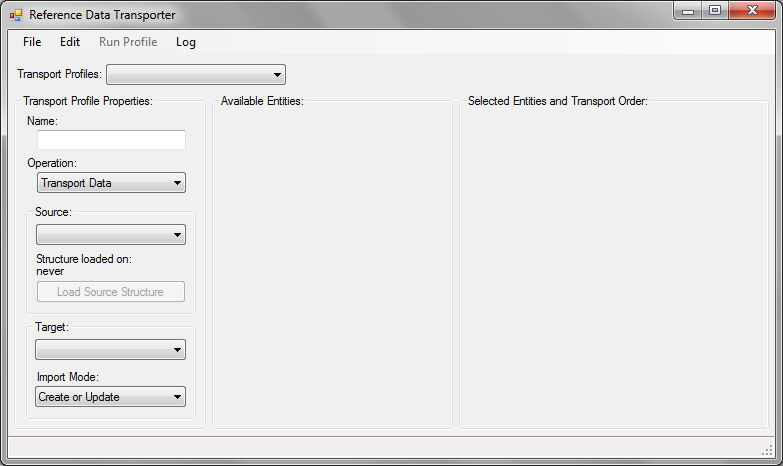 Reference Data Transporter
File Edit Run Profile Log
Transport Profiles:
Transport Profile Properties:
Name:
Operation:
Transport Data
Source:
Structure loaded on:
never
Load Source Structure
Target:
Import Mode:
Create or Update
Available Entities:
Selected Entities and Transport Order: